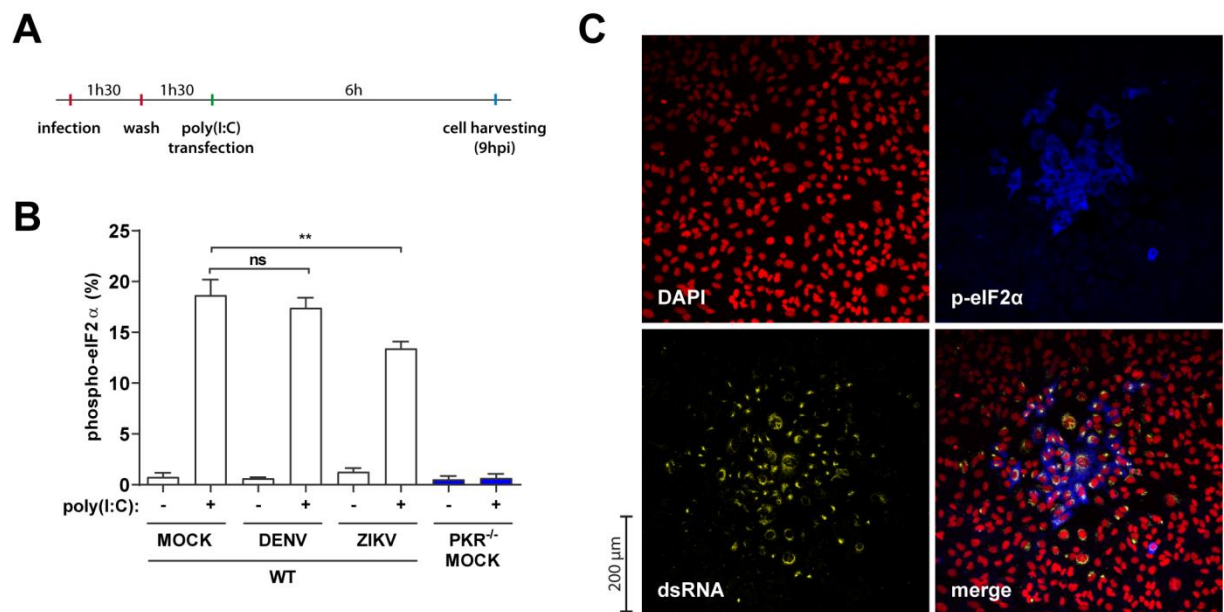 A
1h30 1h30 6h
infection wash poly(I:C) transfection cell harvesting (9hpi)
B
phospho-eIF2 α (%)
25
20
15
10
5
0
**
ns
poly(I:C): - + - + - + - +
MOCK DENV ZIKV PKR-/- MOCK
WT
C
DAPI
p-eIF2α
dsRNA
merge
200 µm